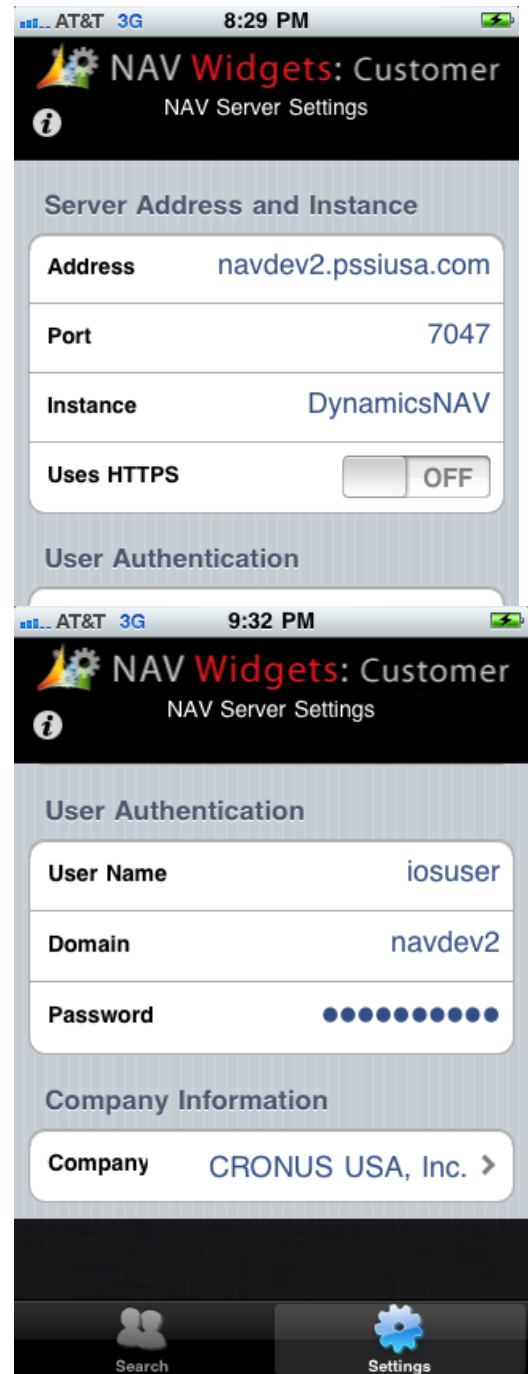 AT&T 3G 8:29 PM
NAV Widgets: Customer
NAV Server Settings
Server Address and Instance
Address navdev2.pssiusa.com
Port 7047
Instance DynamicsNAV
Uses HTTPS OFF
User Authentication
AT&T 3G 9:32 PM
NAV Widgets: Customer
NAV Server Settings
User Authentication
User Name iosuser
Domain navdev2
Password ●●●●●●●●●●
Company Information
Company CRONUS USA, Inc. >
Search Settings